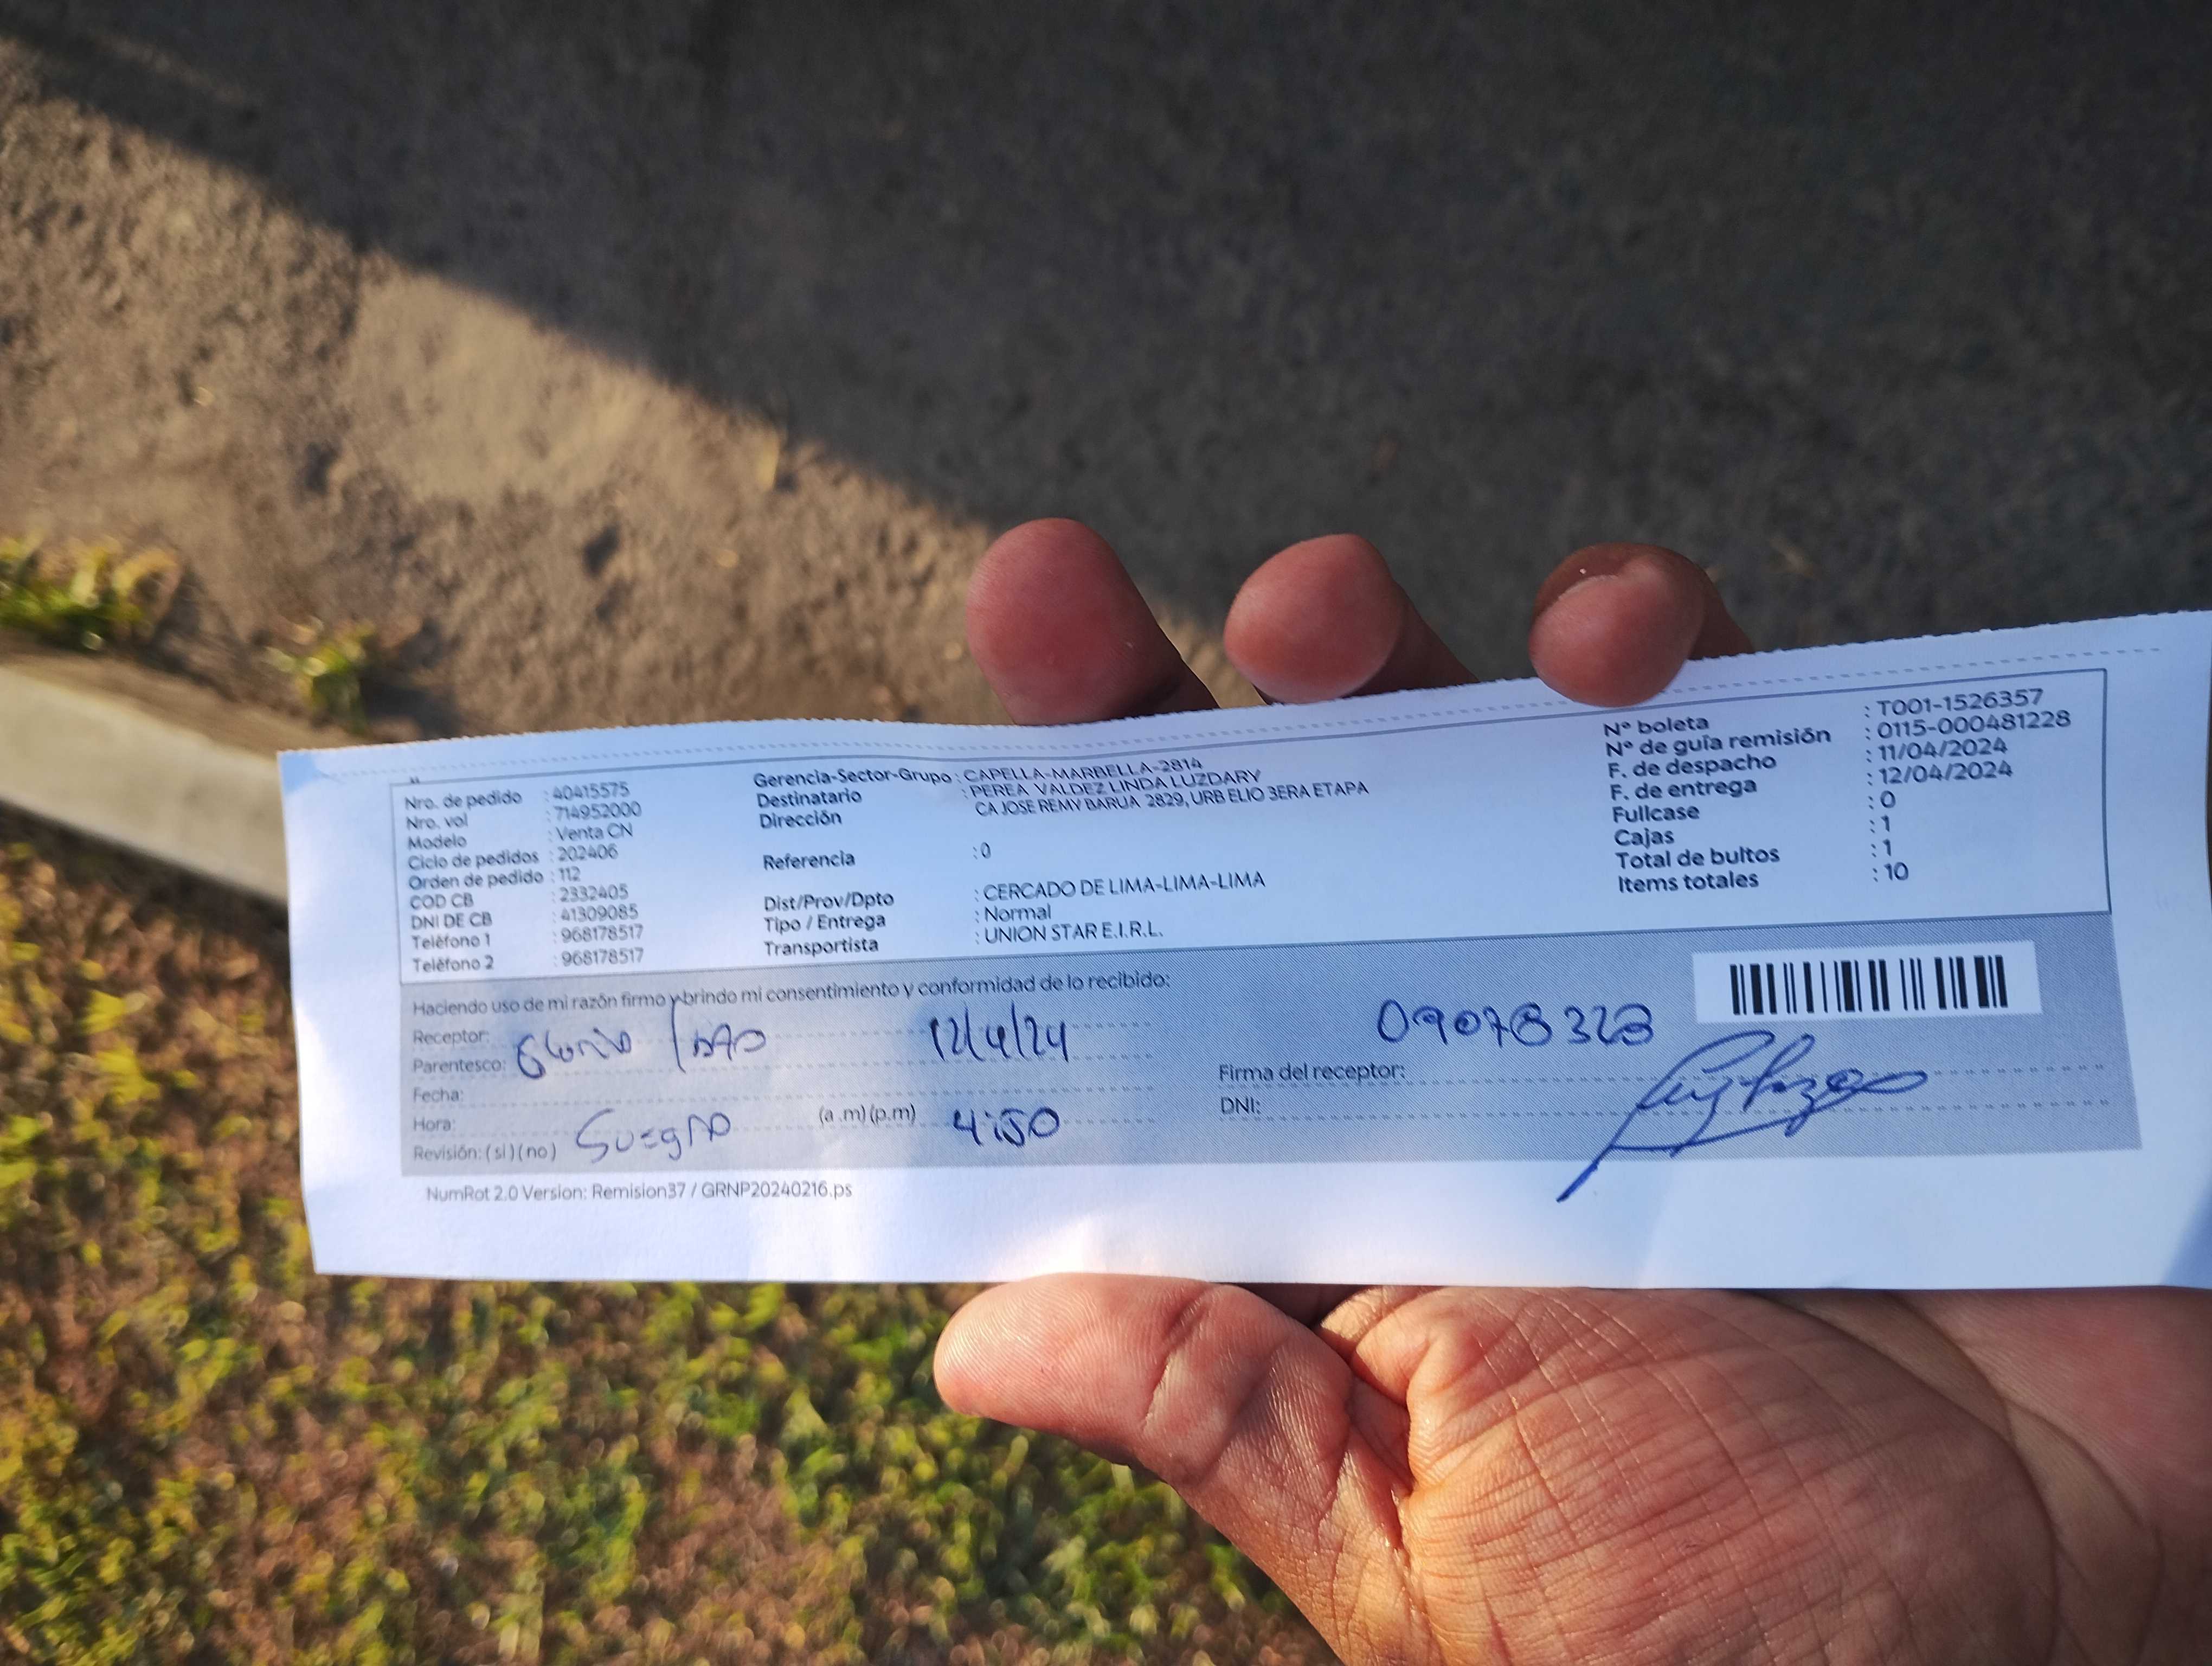 Nro. de pedido : 40415575
Nro. vol : 714952000
Modelo : Venta CN
Ciclo de pedidos : 202406
Orden de pedido : 112
COD CB : 2332405
DNI DE CB : 41309085
Teléfono 1 : 968178517
Teléfono 2 : 968178517
Gerencia-Sector-Grupo : CAPELLA-MARBELLA-2814
Destinatario : PEREA VALDEZ LINDA LUZDARY
Dirección CA JOSE REMY BARUA 2829, URB ELIO 3ERA ETAPA
Referencia : 0
Dist/Prov/Dpto : CERCADO DE LIMA-LIMA-LIMA
Tipo / Entrega : Normal
Transportista : UNION STAR E.I.R.L.
N° boleta : T001-1526357
N° de guía remisión : 0115-000481228
F. de despacho : 11/04/2024
F. de entrega : 12/04/2024
Fullcase : 0
Cajas : 1
Total de bultos : 1
Items totales : 10
Haciendo uso de mi razón firmo y brindo mi consentimiento y conformidad de lo recibido:
Receptor:
Parentesco: 12/4/24
Fecha:
Hora: (a.m)(p.m) 4:50
Revisión: (si)(no) Suegro
09078323
Firma del receptor:
DNI:
NumRot 2.0 Version: Remision37 / GRNP20240216.ps